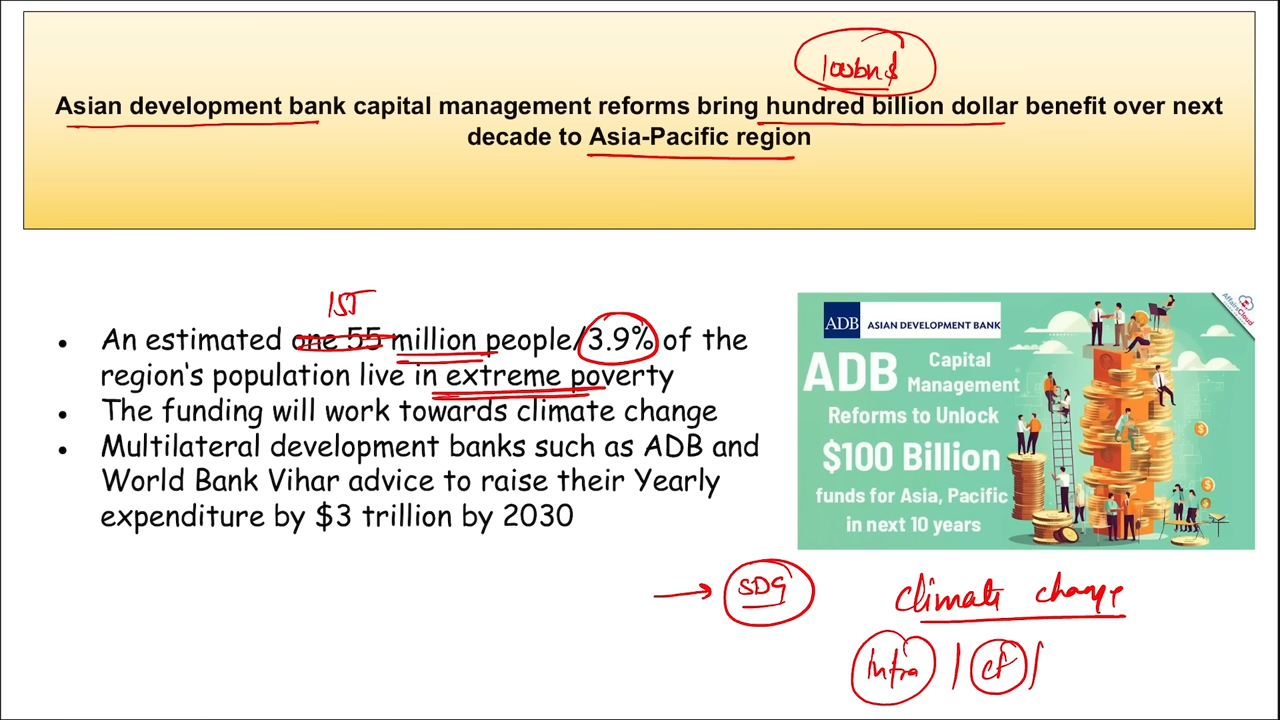 100bn$
Asian development bank capital management reforms bring hundred billion dollar benefit over next
decade to Asia-Pacific region
155
• An estimated one 55 million people/3.9% of the
region's population live in extreme poverty
• The funding will work towards climate change
• Multilateral development banks such as ADB and
World Bank Vihar advice to raise their Yearly
expenditure by $3 trillion by 2030
AffairsCloud
ADB ASIAN DEVELOPMENT BANK
ADB Capital
Management
Reforms to Unlock
$100 Billion
funds for Asia, Pacific
in next 10 years
→ SDG
climate change
Infra | CF |